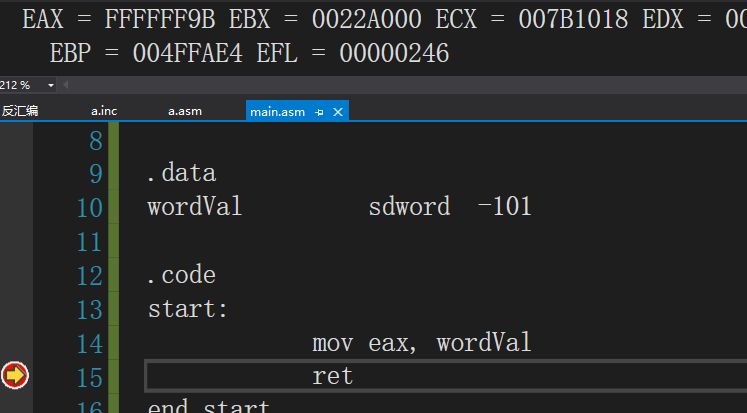 EAX = FFFFFF9B EBX = 0022A000 ECX = 007B1018 EDX = 00
EBP = 004FFAE4 EFL = 00000246
212 %
反汇编 a.inc a.asm main.asm
8
9 .data
10 wordVal sdword -101
11
12 .code
13 start:
14 mov eax, wordVal
15 ret
16 end start